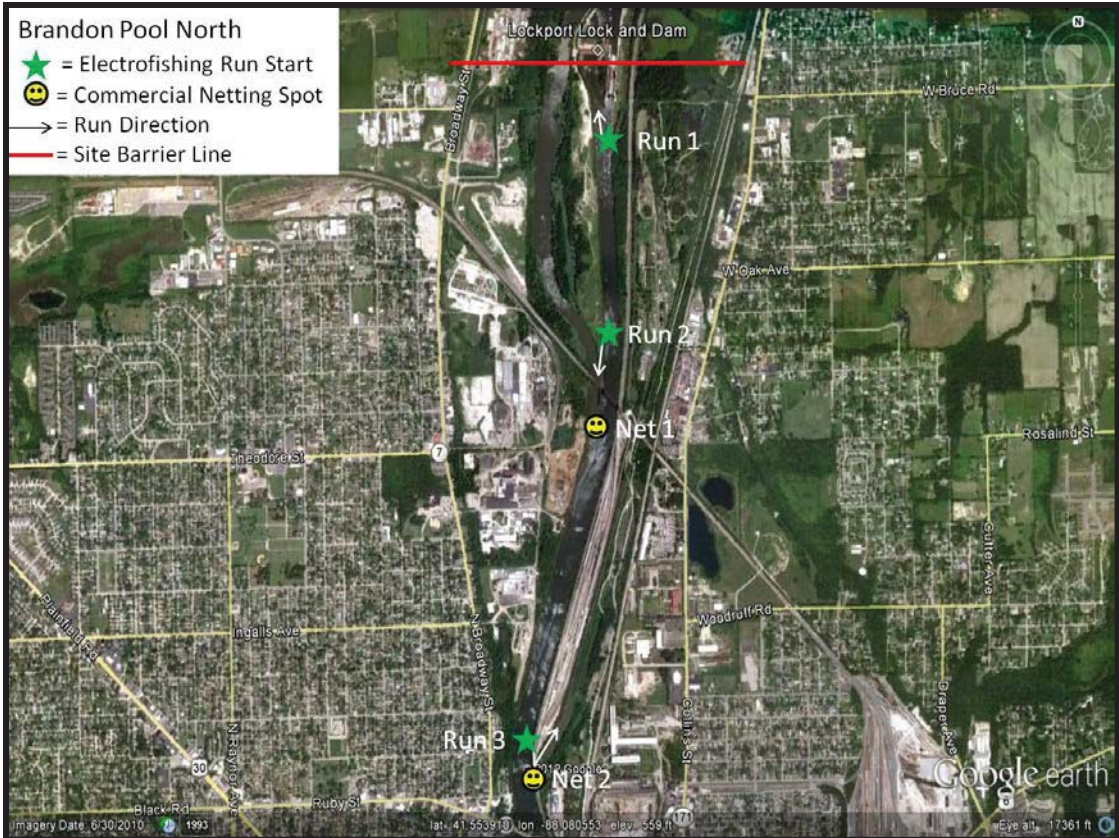 Brandon Pool North
= Electrofishing Run Start
= Commercial Netting Spot
= Run Direction
= Site Barrier Line
Lockport Lock and Dam
N
Broadway St
W Bruce Rd
Run 1
W Oak Ave
Run 2
Net 1
Rosalind St
Theodore St
7
Cutter Ave
Plainfield Rd
Woodruff Rd
Ingalls Ave
N Broadway St
Draper Ave
N Raynor Ave
Collins St
Run 3
30
2012 Google
Net 2
Google earth
6
Black Rd
Ruby St
171
Imagery Date: 6/30/2010
1993
lat 41.553910 lon -88.080553 elev 559 ft
Eye alt 17361 ft